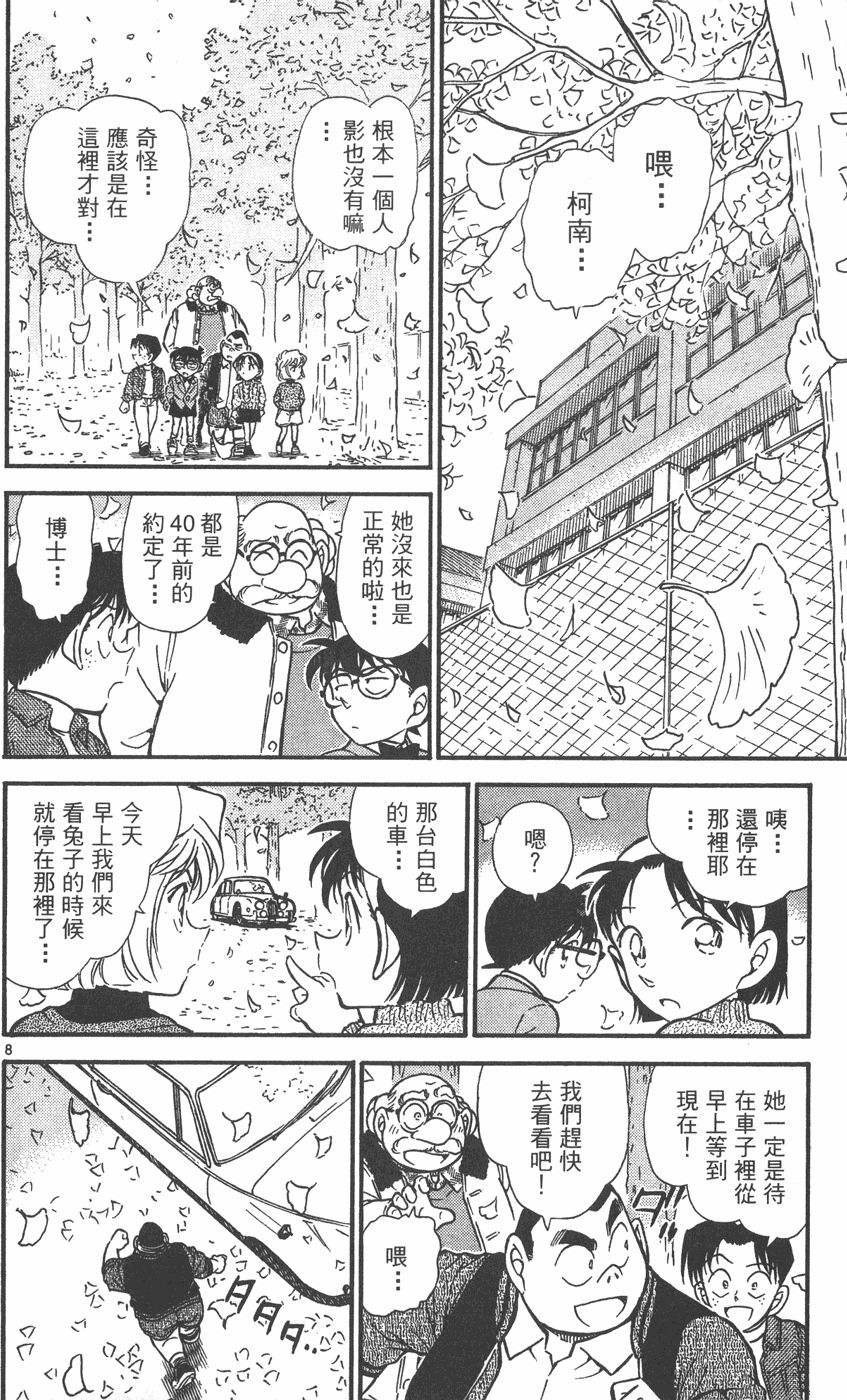 喂⋯
柯南⋯
根本一個人
影也沒有嘛
⋯
奇怪⋯
應該是在
這裡才對⋯
她沒來也是
正常的啦⋯
都是
40年前的
約定了⋯
博士⋯
咦⋯
還停在
那裡耶
⋯
嗯?
那台白色
的車⋯
今天
早上我們來
看兔子的時候
就停在那裡了⋯
8
她一定是待
在車子裡從
早上等到
現在!
我們趕快
去看看吧!
喂⋯
ダッ
タタタ⋯